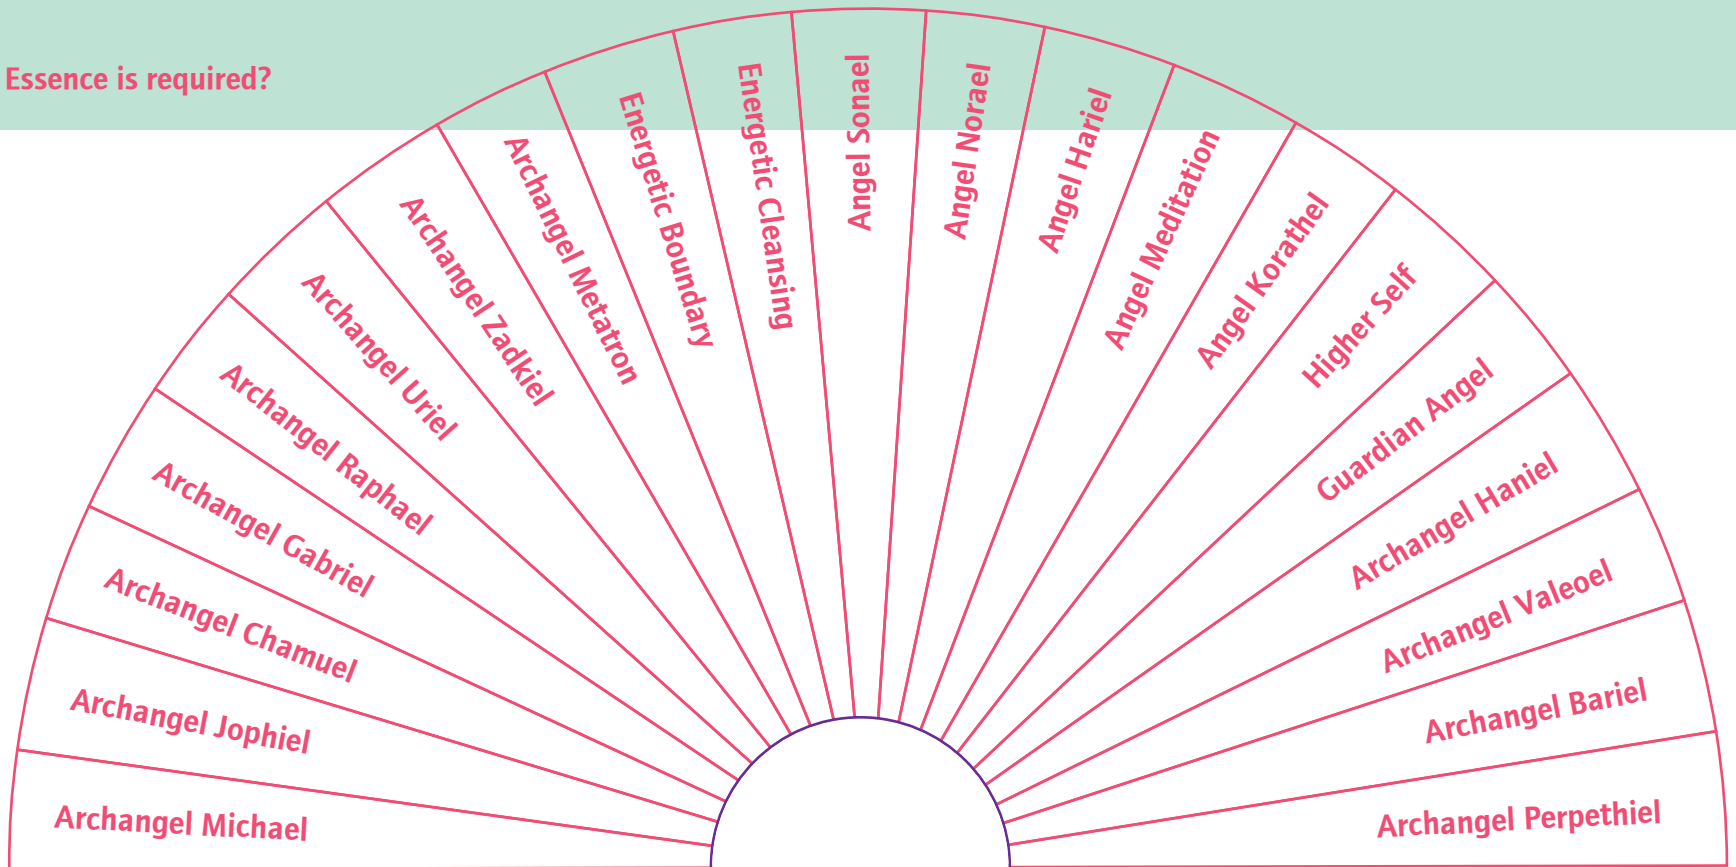 Essence is required?
Archangel Michael
Archangel Jophiel
Archangel Chamuel
Archangel Gabriel
Archangel Raphael
Archangel Uriel
Archangel Zadkiel
Archangel Metatron
Energetic Boundary
Energetic Cleansing
Angel Sonael
Angel Norael
Angel Hariel
Angel Meditation
Angel Korathel
Higher Self
Guardian Angel
Archangel Haniel
Archangel Valeoel
Archangel Bariel
Archangel Perpethiel